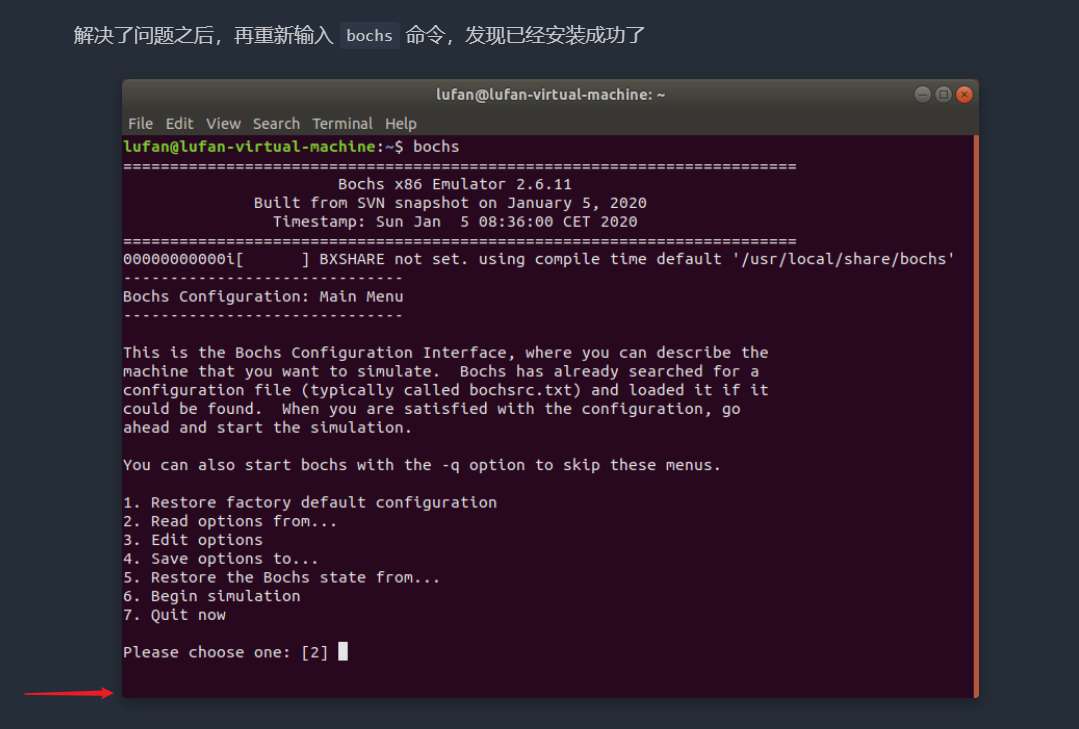 解决了问题之后，再重新输入 bochs 命令，发现已经安装成功了
lufan@lufan-virtual-machine: ~
File Edit View Search Terminal Help
lufan@lufan-virtual-machine:~$ bochs
========================================================================
Bochs x86 Emulator 2.6.11
Built from SVN snapshot on January 5, 2020
Timestamp: Sun Jan  5 08:36:00 CET 2020
========================================================================
00000000000i[      ] BXSHARE not set. using compile time default '/usr/local/share/bochs'
------------------------------
Bochs Configuration: Main Menu
------------------------------
This is the Bochs Configuration Interface, where you can describe the
machine that you want to simulate.  Bochs has already searched for a
configuration file (typically called bochsrc.txt) and loaded it if it
could be found.  When you are satisfied with the configuration, go
ahead and start the simulation.
You can also start bochs with the -q option to skip these menus.
1. Restore factory default configuration
2. Read options from...
3. Edit options
4. Save options to...
5. Restore the Bochs state from...
6. Begin simulation
7. Quit now
Please choose one: [2]